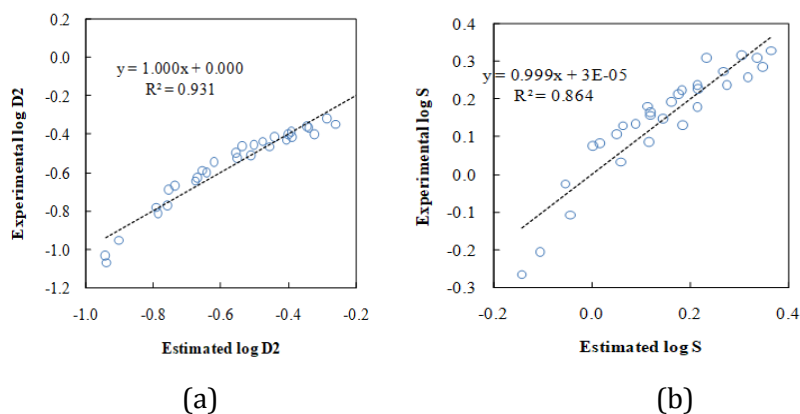 0.2
0.0
-0.2
-0.4
-0.6
-0.8
-1.0
-1.2
Experimental log D2
y = 1.000x + 0.000
R² = 0.931
-1.0 -0.8 -0.6 -0.4 -0.2
Estimated log D2
(a)
0.4
0.3
0.2
0.1
0.0
-0.1
-0.2
-0.3
Experimental log S
y = 0.999x + 3E-05
R² = 0.864
-0.2 0.0 0.2 0.4
Estimated log S
(b)